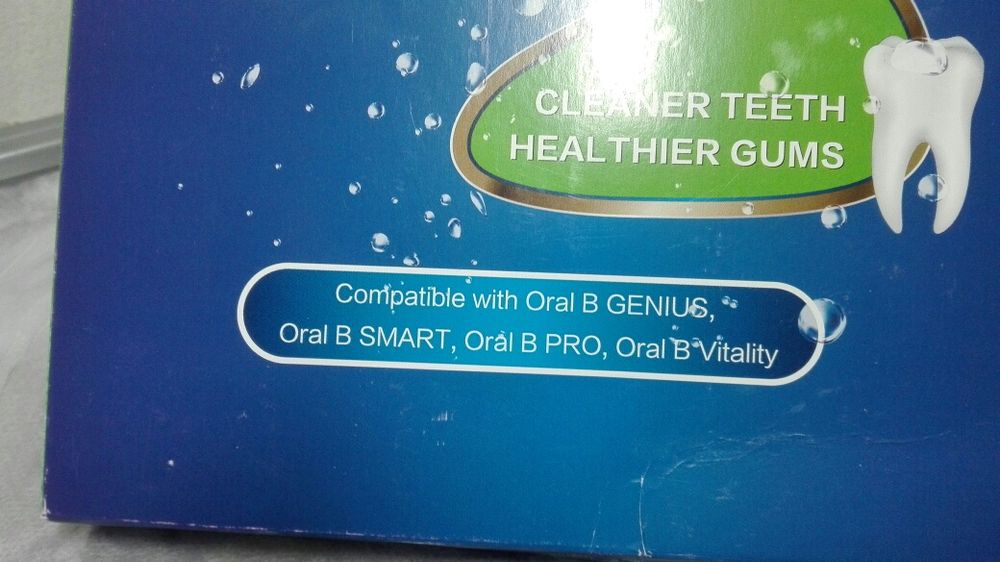 CLEANER TEETH
HEALTHIER GUMS
Compatible with Oral B GENIUS,
Oral B SMART, Oral B PRO, Oral B Vitality